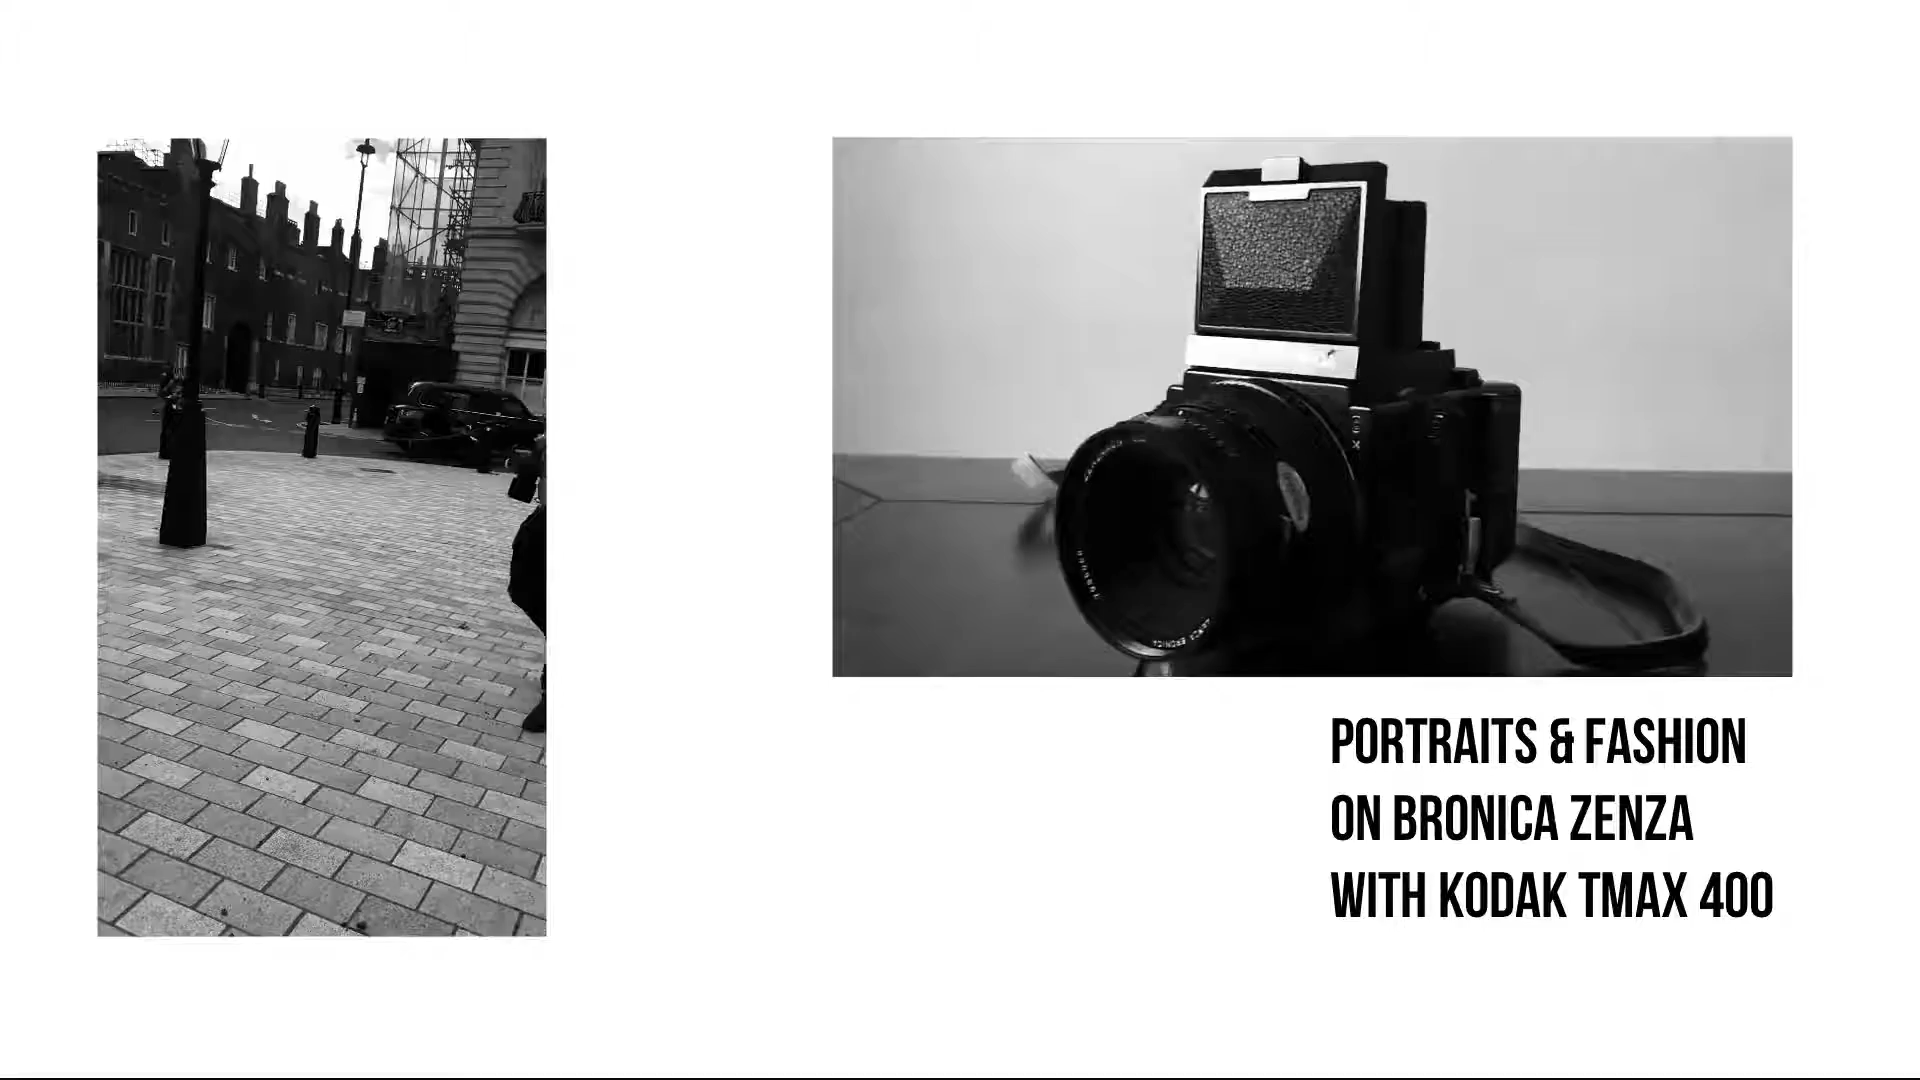 PORTRAITS & FASHION
ON BRONICA ZENZA
WITH KODAK TMAX 400